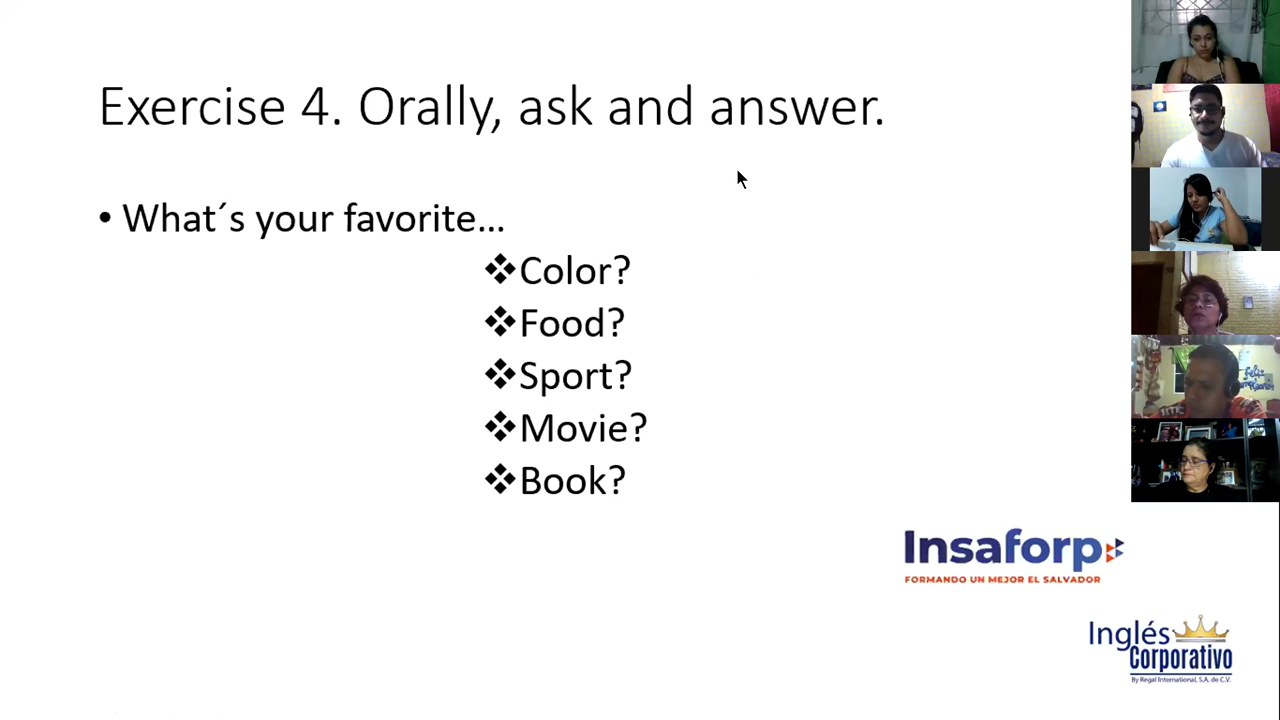 Exercise 4. Orally, ask and answer.
• What´s your favorite...
❖Color?
❖Food?
❖Sport?
❖Movie?
❖Book?
Feliz
Insaforp
FORMANDO UN MEJOR EL SALVADOR
Inglés
Corporativo
By Regal International, S.A. de C.V.